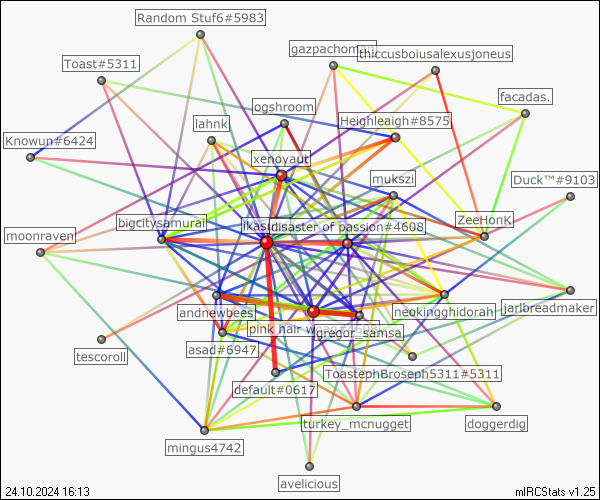 Random Stuf6#5983
gazpachoman
thiccusboiusalexusjoneus
Toast#5311
facadas.
ogshroom
lahnk
Heighleaigh#8575
Knowun#6424
xenoyaut
mukszi
Duck™#9103
bigcitysamurai
disaster of passion#4608
ZeeHonK
moonraven
andnewbees
pink hair
gregor_samsa.
neokingghidorah
jarlbreadmaker
asad#6947
tescoroll
ToastephBroseph5311#5311
default#0617
turkey_mcnugget
doggerdig
mingus4742
avelicious
24.10.2024 16:13
mIRCStats v1.25